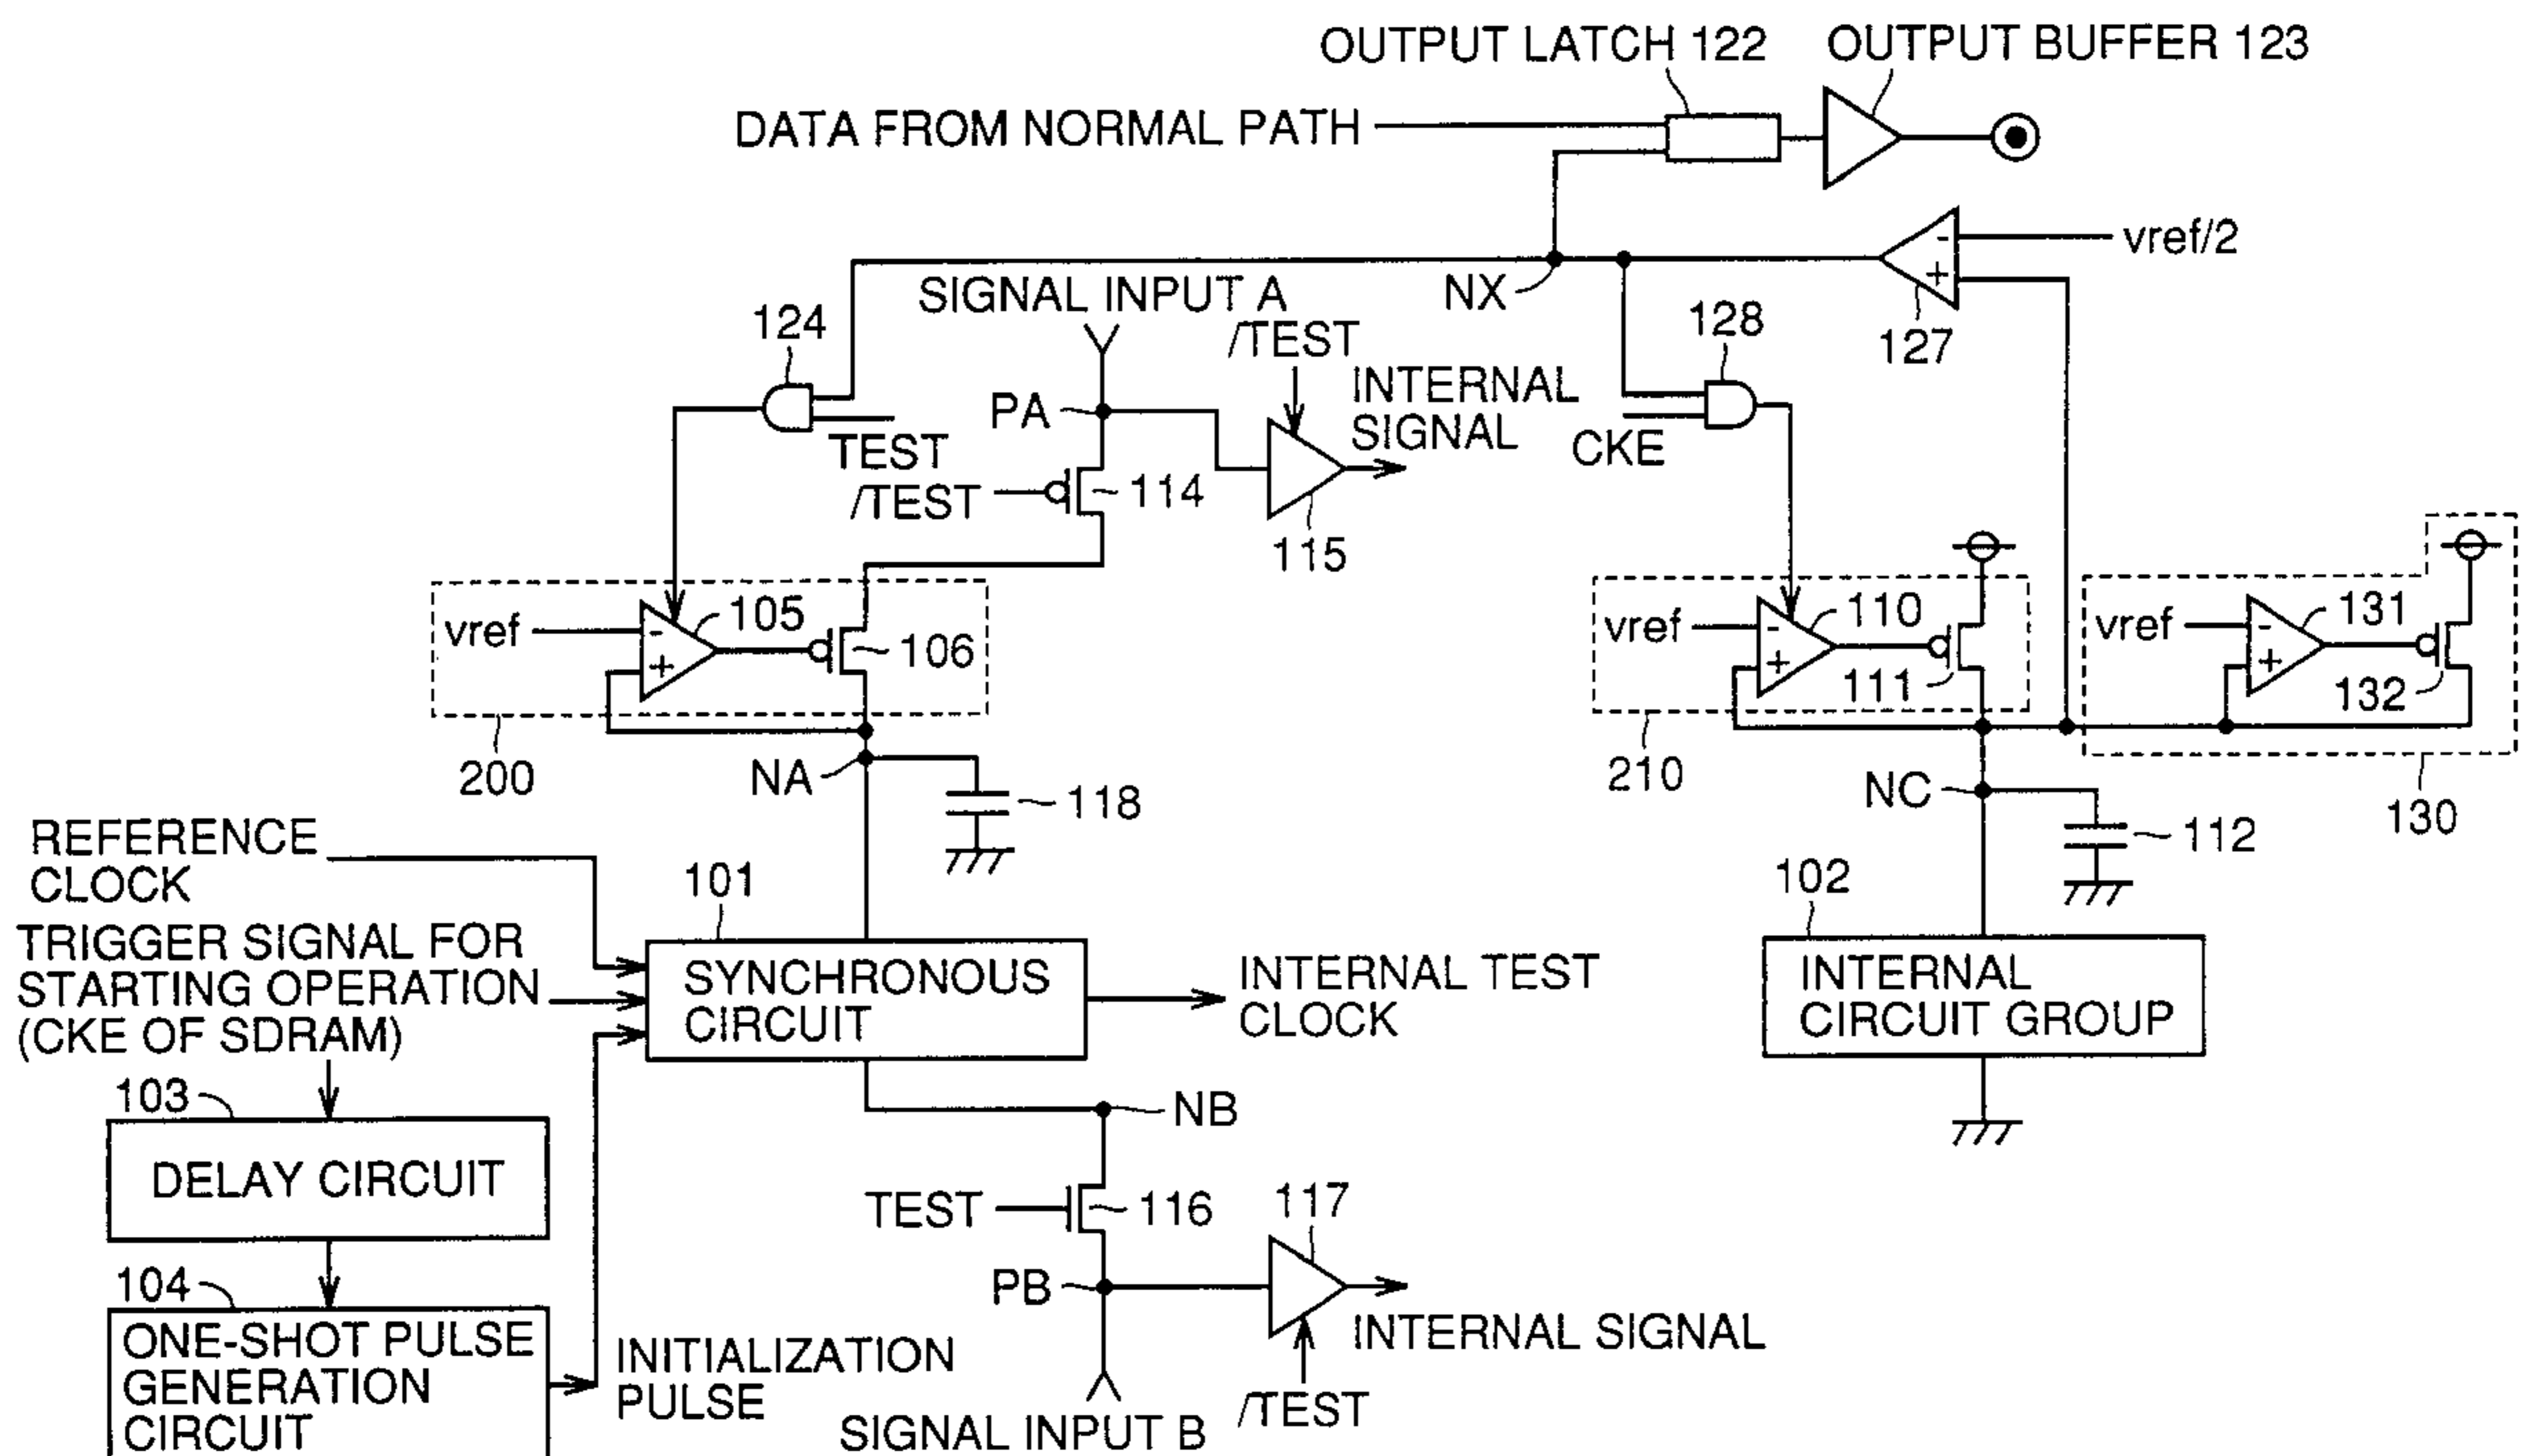 OUTPUT LATCH 122
OUTPUT BUFFER 123
DATA FROM NORMAL PATH
vref/2
SIGNAL INPUT A
NX
124
/TEST
128
127
INTERNAL
SIGNAL
PA
CKE
TEST
/TEST
114
115
vref
-
+
105
106
vref
-
+
110
111
vref
-
+
131
132
-
+
200
NA
118
210
NC
130
112
REFERENCE
CLOCK
101
102
TRIGGER SIGNAL FOR
STARTING OPERATION
(CKE OF SDRAM)
SYNCHRONOUS
CIRCUIT
INTERNAL TEST
CLOCK
INTERNAL
CIRCUIT GROUP
103
NB
DELAY CIRCUIT
TEST
116
117
104
PB
ONE-SHOT PULSE
GENERATION
CIRCUIT
INITIALIZATION
PULSE
INTERNAL SIGNAL
/TEST
SIGNAL INPUT B